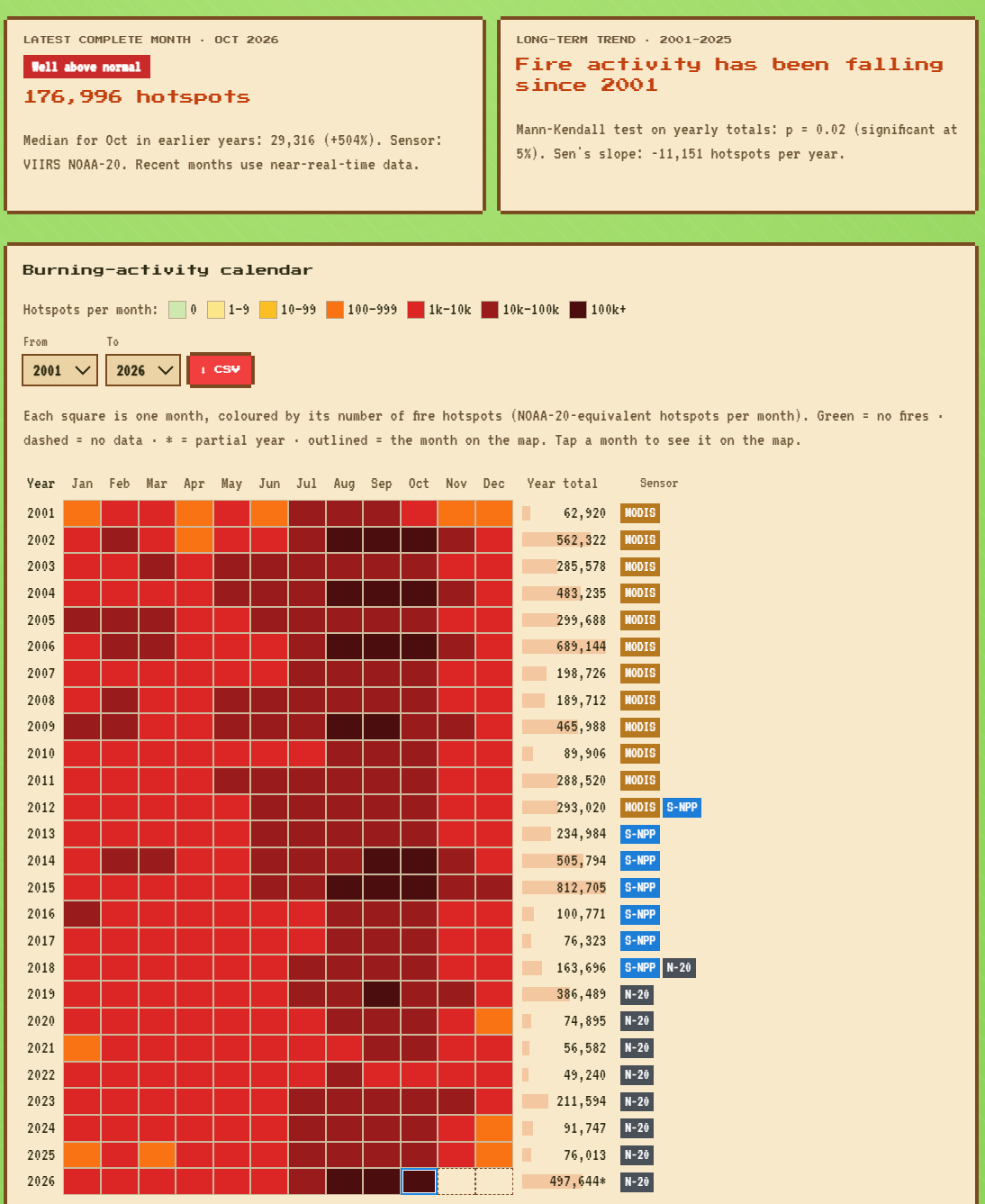 LATEST COMPLETE MONTH · OCT 2026
Well above normal
176,996 hotspots
Median for Oct in earlier years: 29,316 (+504%). Sensor:
VIIRS NOAA-20. Recent months use near-real-time data.
LONG-TERM TREND · 2001-2025
Fire activity has been falling
since 2001
Mann-Kendall test on yearly totals: p = 0.02 (significant at
5%). Sen's slope: -11,151 hotspots per year.
Burning-activity calendar
Hotspots per month: 0 1-9 10-99 100-999 1k-10k 10k-100k 100k+
From To
2001 2026 ↓ CSV
Each square is one month, coloured by its number of fire hotspots (NOAA-20-equivalent hotspots per month). Green = no fires ·
dashed = no data · * = partial year · outlined = the month on the map. Tap a month to see it on the map.
Year Jan Feb Mar Apr May Jun Jul Aug Sep Oct Nov Dec Year total Sensor
2001 62,920 MODIS
2002 562,322 MODIS
2003 285,578 MODIS
2004 483,235 MODIS
2005 299,688 MODIS
2006 689,144 MODIS
2007 198,726 MODIS
2008 189,712 MODIS
2009 465,988 MODIS
2010 89,906 MODIS
2011 288,520 MODIS
2012 293,020 MODIS S-NPP
2013 234,984 S-NPP
2014 505,794 S-NPP
2015 812,705 S-NPP
2016 100,771 S-NPP
2017 76,323 S-NPP
2018 163,696 S-NPP N-20
2019 386,489 N-20
2020 74,895 N-20
2021 56,582 N-20
2022 49,240 N-20
2023 211,594 N-20
2024 91,747 N-20
2025 76,013 N-20
2026 497,644* N-20